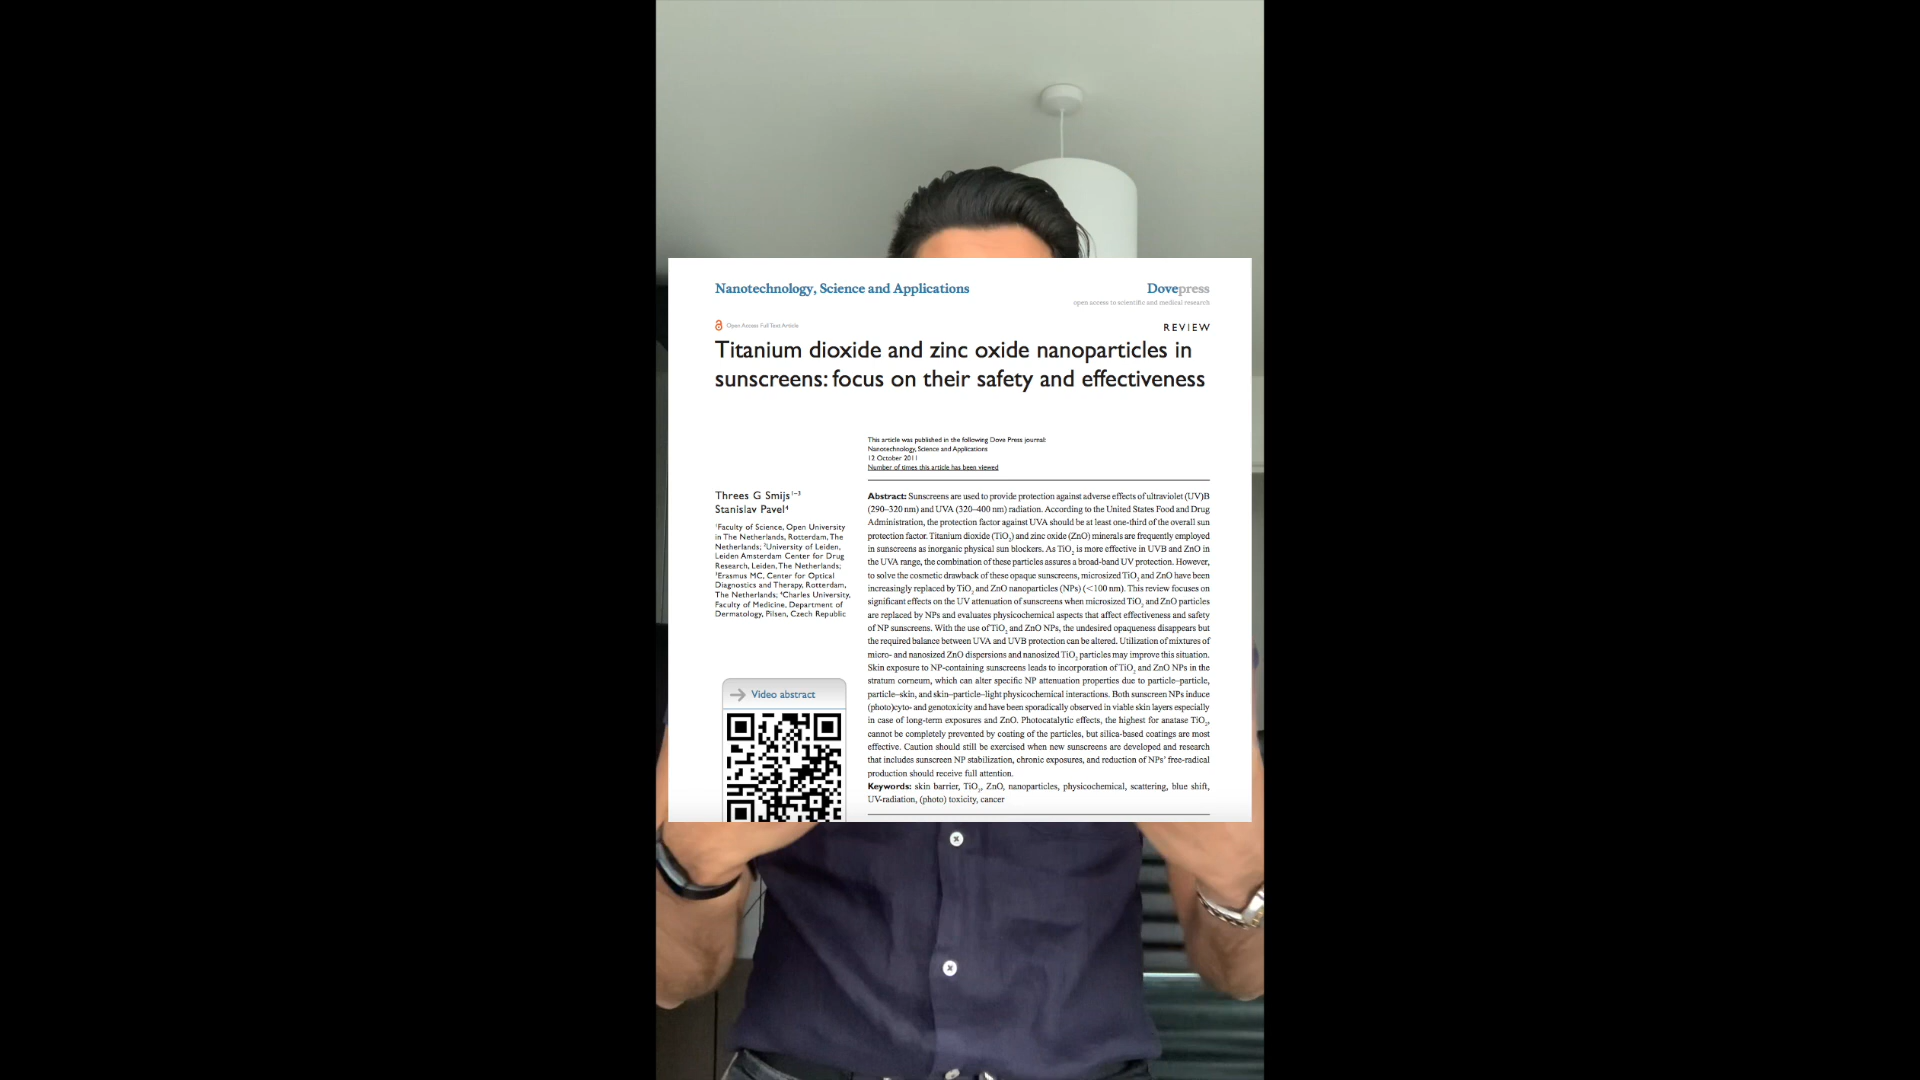 Nanotechnology, Science and Applications
Dovepress
open access to scientific and medical research
Open Access Full Text Article
REVIEW
Titanium dioxide and zinc oxide nanoparticles in
sunscreens: focus on their safety and effectiveness
This article was published in the following Dove Press journal:
Nanotechnology, Science and Applications
12 October 2011
Number of times this article has been viewed
Threes G Smijs¹⁻³
Stanislav Pavel⁴
¹Faculty of Science, Open University
in The Netherlands, Rotterdam, The
Netherlands; ²University of Leiden,
Leiden Amsterdam Center for Drug
Research, Leiden, The Netherlands;
³Erasmus MC, Center for Optical
Diagnostics and Therapy, Rotterdam,
The Netherlands; ⁴Charles University,
Faculty of Medicine, Department of
Dermatology, Pilsen, Czech Republic
Video abstract
Abstract: Sunscreens are used to provide protection against adverse effects of ultraviolet (UV)B
(290–320 nm) and UVA (320–400 nm) radiation. According to the United States Food and Drug
Administration, the protection factor against UVA should be at least one-third of the overall sun
protection factor. Titanium dioxide (TiO₂) and zinc oxide (ZnO) minerals are frequently employed
in sunscreens as inorganic physical sun blockers. As TiO₂ is more effective in UVB and ZnO in
the UVA range, the combination of these particles assures a broad-band UV protection. However,
to solve the cosmetic drawback of these opaque sunscreens, microsized TiO₂ and ZnO have been
increasingly replaced by TiO₂ and ZnO nanoparticles (NPs) (<100 nm). This review focuses on
significant effects on the UV attenuation of sunscreens when microsized TiO₂ and ZnO particles
are replaced by NPs and evaluates physicochemical aspects that affect effectiveness and safety
of NP sunscreens. With the use of TiO₂ and ZnO NPs, the undesired opaqueness disappears but
the required balance between UVA and UVB protection can be altered. Utilization of mixtures of
micro- and nanosized ZnO dispersions and nanosized TiO₂ particles may improve this situation.
Skin exposure to NP-containing sunscreens leads to incorporation of TiO₂ and ZnO NPs in the
stratum corneum, which can alter specific NP attenuation properties due to particle–particle,
particle–skin, and skin–particle–light physicochemical interactions. Both sunscreen NPs induce
(photo)cyto- and genotoxicity and have been sporadically observed in viable skin layers especially
in case of long-term exposures and ZnO. Photocatalytic effects, the highest for anatase TiO₂,
cannot be completely prevented by coating of the particles, but silica-based coatings are most
effective. Caution should still be exercised when new sunscreens are developed and research
that includes sunscreen NP stabilization, chronic exposures, and reduction of NPs' free-radical
production should receive full attention.
Keywords: skin barrier, TiO₂, ZnO, nanoparticles, physicochemical, scattering, blue shift,
UV-radiation, (photo) toxicity, cancer